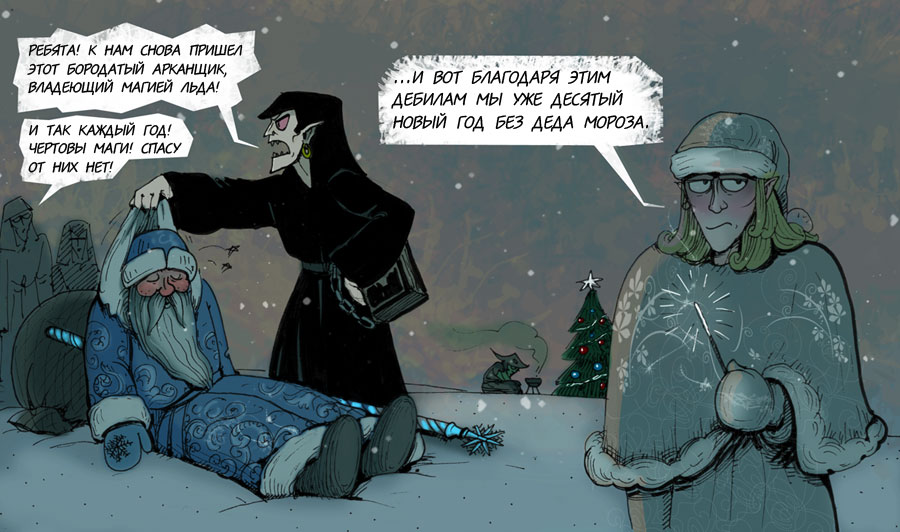 РЕБЯТА! К НАМ СНОВА ПРИШЕЛ
ЭТОТ БОРОДАТЫЙ АРКАНЩИК,
ВЛАДЕЮЩИЙ МАГИЕЙ ЛЬДА!
И ТАК КАЖДЫЙ ГОД!
ЧЕРТОВЫ МАГИ! СПАСУ
ОТ НИХ НЕТ!
...И ВОТ БЛАГОДАРЯ ЭТИМ
ДЕБИЛАМ МЫ УЖЕ ДЕСЯТЫЙ
НОВЫЙ ГОД БЕЗ ДЕДА МОРОЗА.